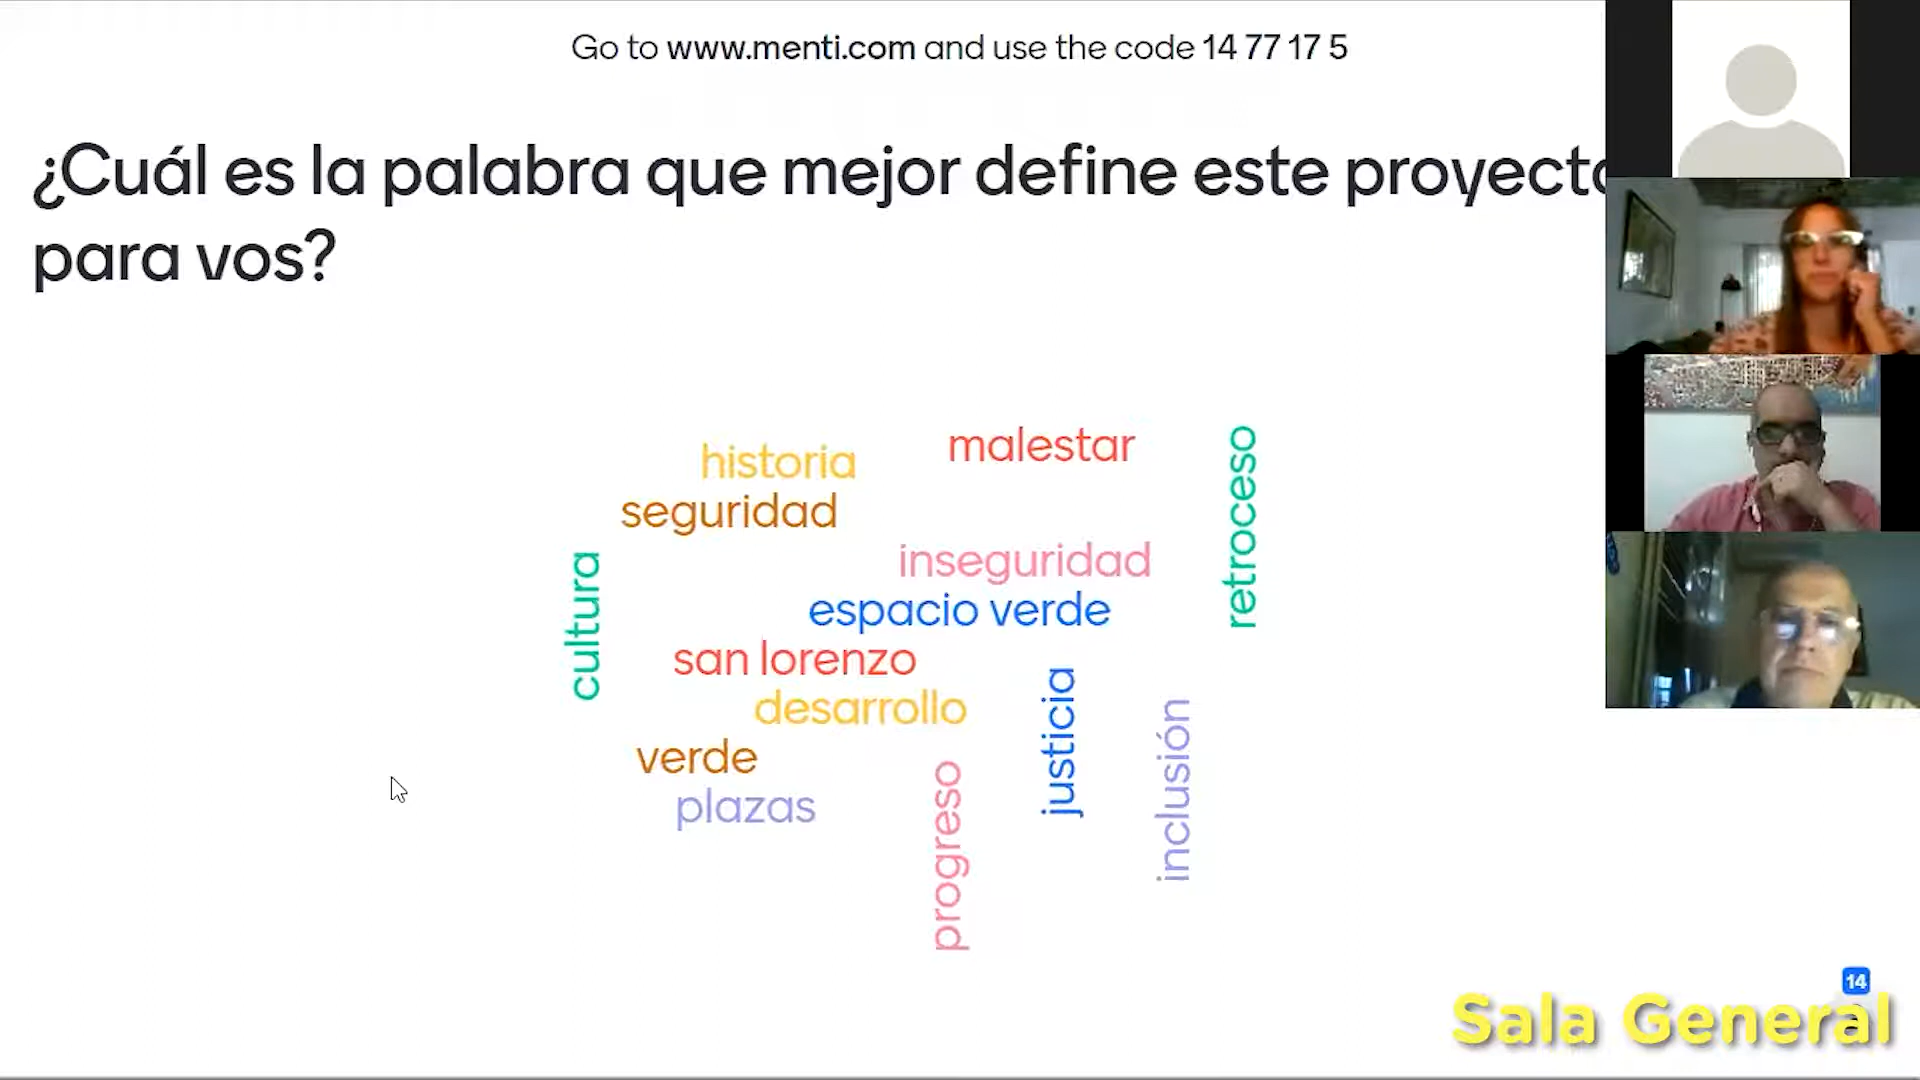 Go to www.menti.com and use the code 14 77 17 5
¿Cuál es la palabra que mejor define este proyecto
para vos?
historia
malestar
retroceso
seguridad
inseguridad
cultura
espacio verde
san lorenzo
desarrollo
justicia
inclusión
verde
progreso
plazas
14
Sala General